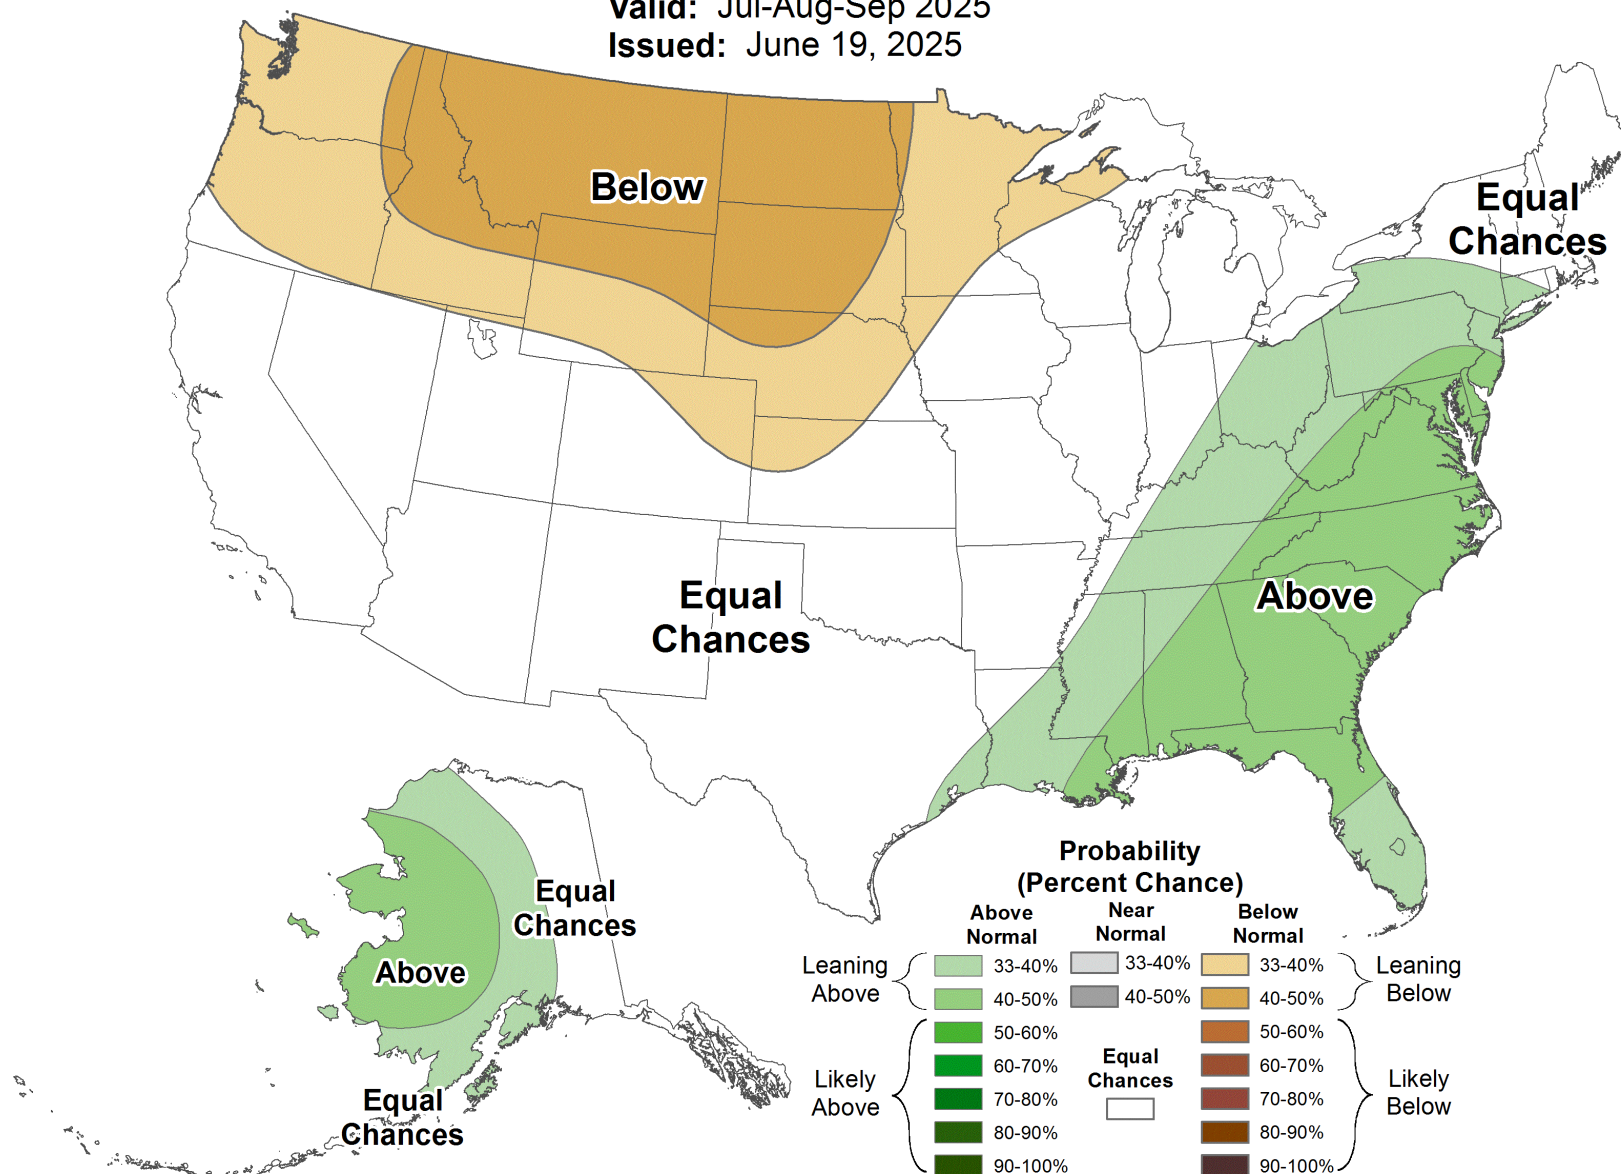 Valid: Jul-Aug-Sep 2025
Issued: June 19, 2025
Below
Equal
Chances
Equal
Chances
Above
Equal
Chances
Above
Equal
Chances
Probability
(Percent Chance)
Above
Normal
Near
Normal
Below
Normal
Leaning
Above
33-40%
33-40%
33-40%
Leaning
Below
40-50%
40-50%
40-50%
Likely
Above
50-60%
60-70%
70-80%
80-90%
90-100%
Equal
Chances
50-60%
60-70%
70-80%
80-90%
90-100%
Likely
Below